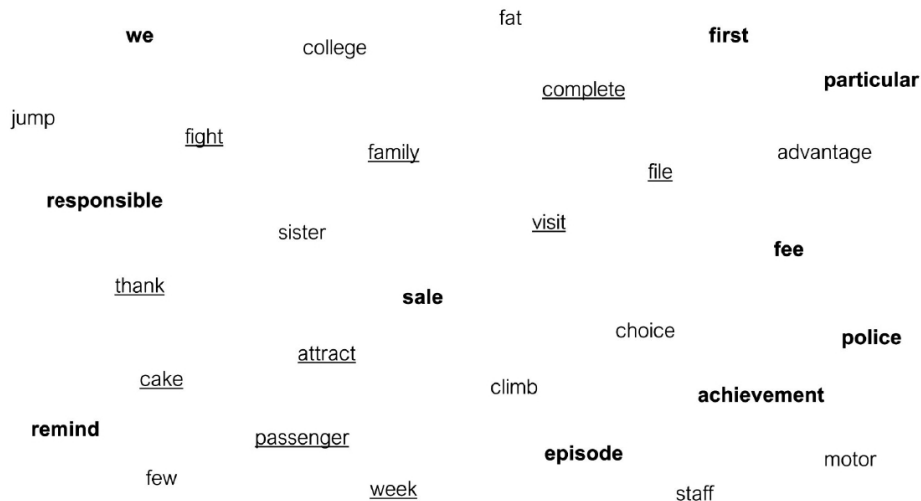 fat
we
first
college
particular
complete
jump
fight
family
advantage
file
responsible
visit
sister
fee
thank
sale
choice
police
attract
cake
climb
achievement
remind
passenger
episode
motor
few
week
staff